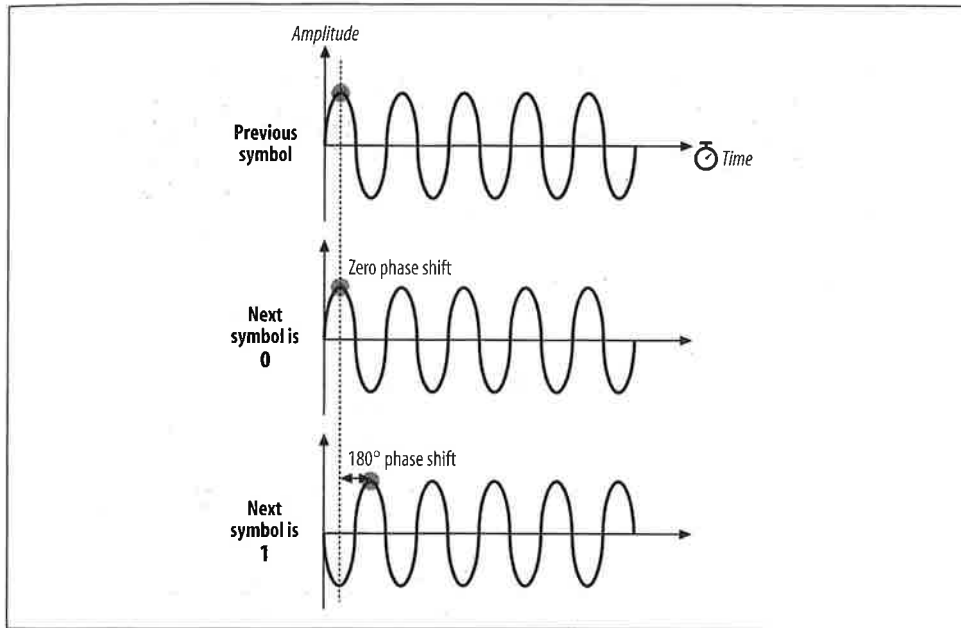 Amplitude
Previous
symbol
Time
Zero phase shift
Next
symbol is
0
180° phase shift
Next
symbol is
1